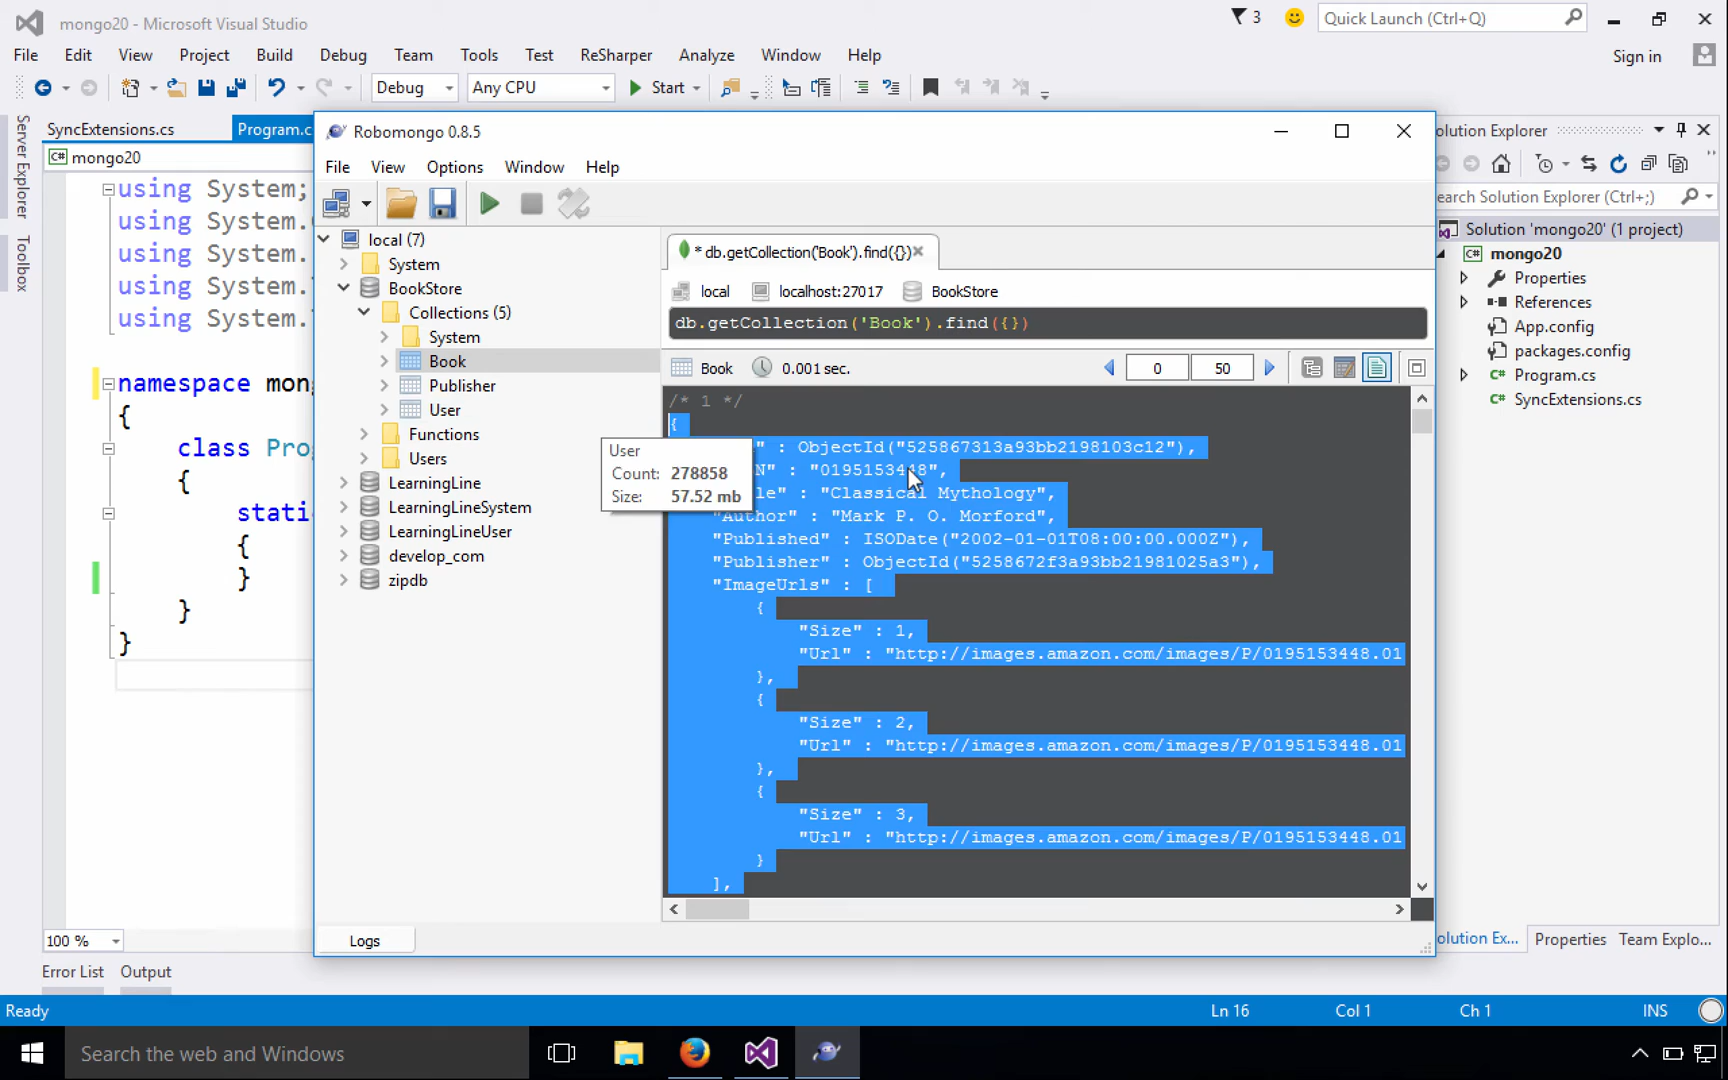 mongo20 - Microsoft Visual Studio
3
Quick Launch (Ctrl+Q)
File Edit View Project Build Debug Team Tools Test ReSharper Analyze Window Help
Sign in
Debug Any CPU Start
Server Explorer
Toolbox
SyncExtensions.cs Program.c
mongo20
using System;
using System.
using System.
using System.
using System.
namespace mon
{
class Pro
{
stati
{
}
}
}
100 %
Error List Output
Robomongo 0.8.5
File View Options Window Help
local (7)
System
BookStore
Collections (5)
System
Book
Publisher
User
Functions
Users
LearningLine
LearningLineSystem
LearningLineUser
develop_com
zipdb
User
Count: 278858
Size: 57.52 mb
Logs
* db.getCollection('Book').find({})
local localhost:27017 BookStore
db.getCollection('Book').find({})
Book 0.001 sec. 0 50
/* 1 */
{
" : ObjectId("525867313a93bb2198103c12"),
N" : "0195153448",
le" : "Classical Mythology",
"Author" : "Mark P. O. Morford",
"Published" : ISODate("2002-01-01T08:00:00.000Z"),
"Publisher" : ObjectId("5258672f3a93bb21981025a3"),
"ImageUrls" : [
{
"Size" : 1,
"Url" : "http://images.amazon.com/images/P/0195153448.01
},
{
"Size" : 2,
"Url" : "http://images.amazon.com/images/P/0195153448.01
},
{
"Size" : 3,
"Url" : "http://images.amazon.com/images/P/0195153448.01
}
],
olution Explorer
earch Solution Explorer (Ctrl+;)
Solution 'mongo20' (1 project)
mongo20
Properties
References
App.config
packages.config
Program.cs
SyncExtensions.cs
olution Ex... Properties Team Explo...
Ready Ln 16 Col 1 Ch 1 INS
Search the web and Windows